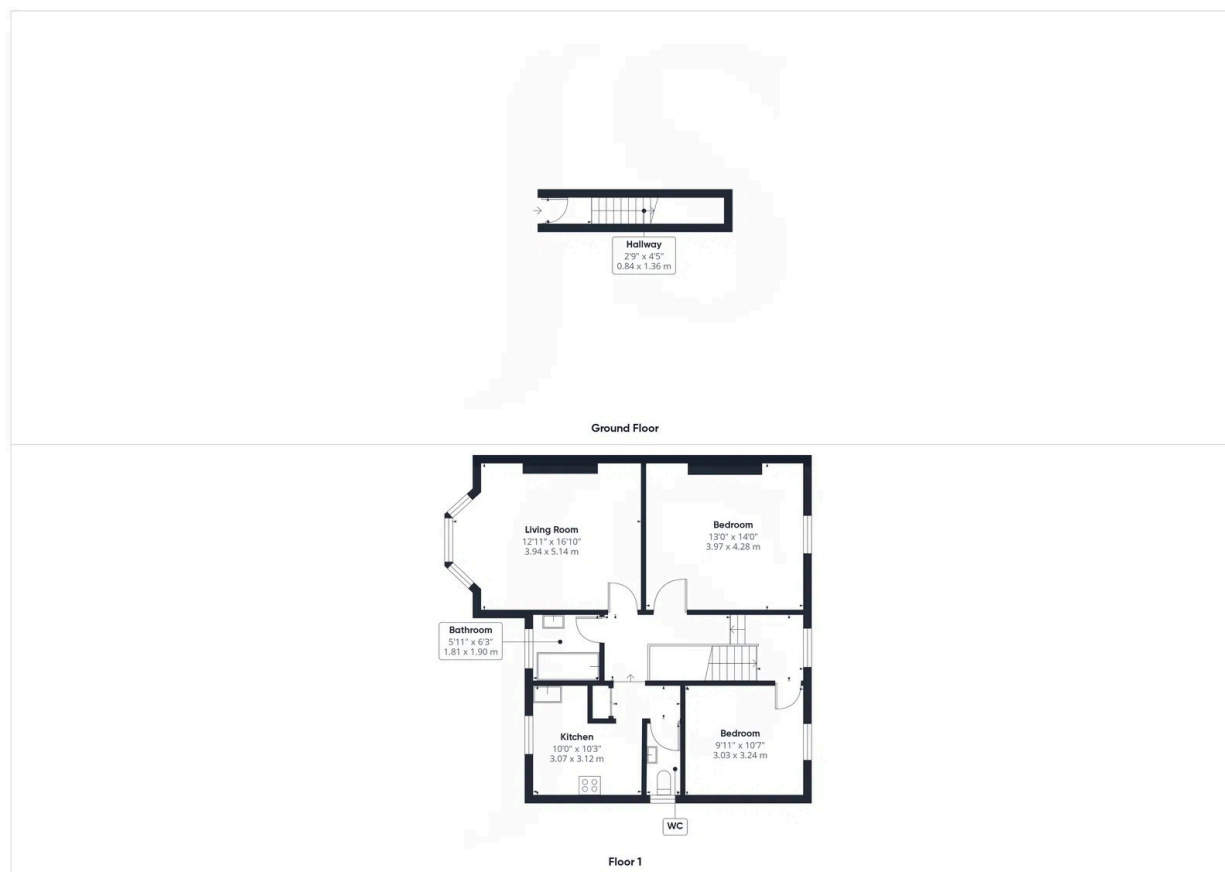 Hallway
2'9" x 4'5"
0.84 x 1.36 m
Ground Floor
Living Room
12'11" x 16'10"
3.94 x 5.14 m
Bedroom
13'0" x 14'0"
3.97 x 4.28 m
Bathroom
5'11" x 6'3"
1.81 x 1.90 m
Kitchen
10'0" x 10'3"
3.07 x 3.12 m
Bedroom
9'11" x 10'7"
3.03 x 3.24 m
WC
Floor 1